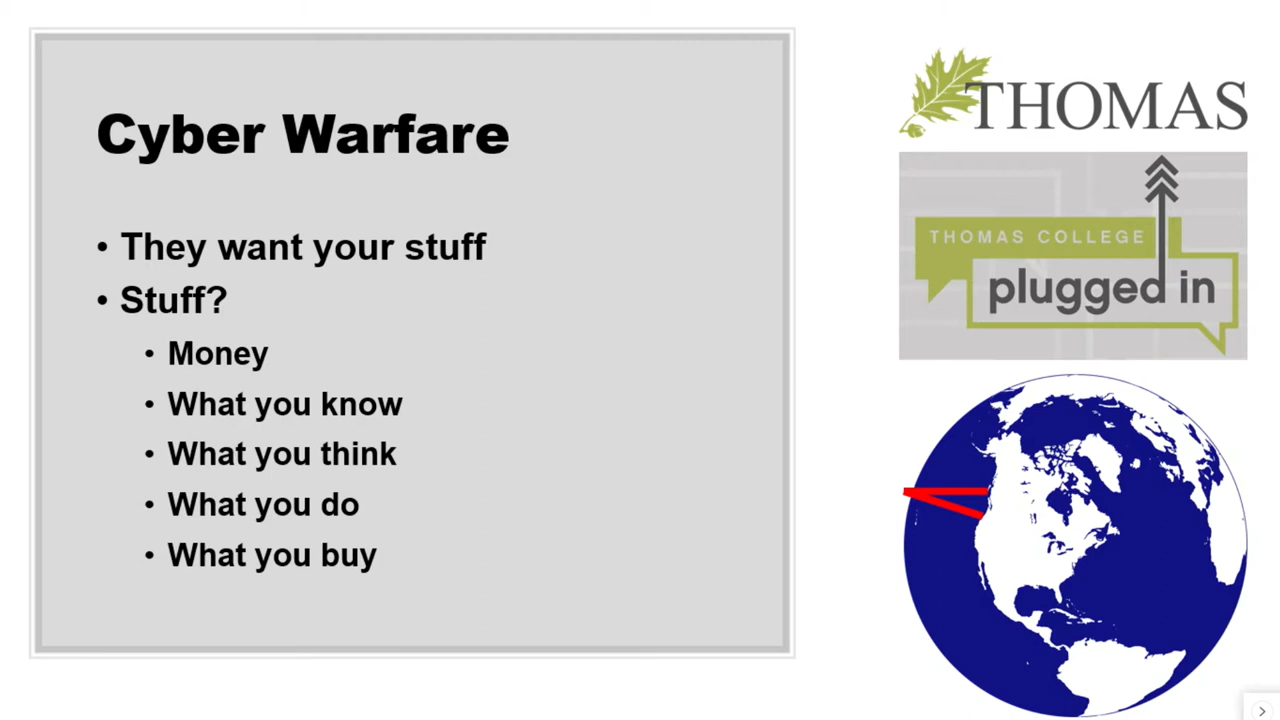 Cyber Warfare
• They want your stuff
• Stuff?
• Money
• What you know
• What you think
• What you do
• What you buy
THOMAS
THOMAS COLLEGE
plugged in